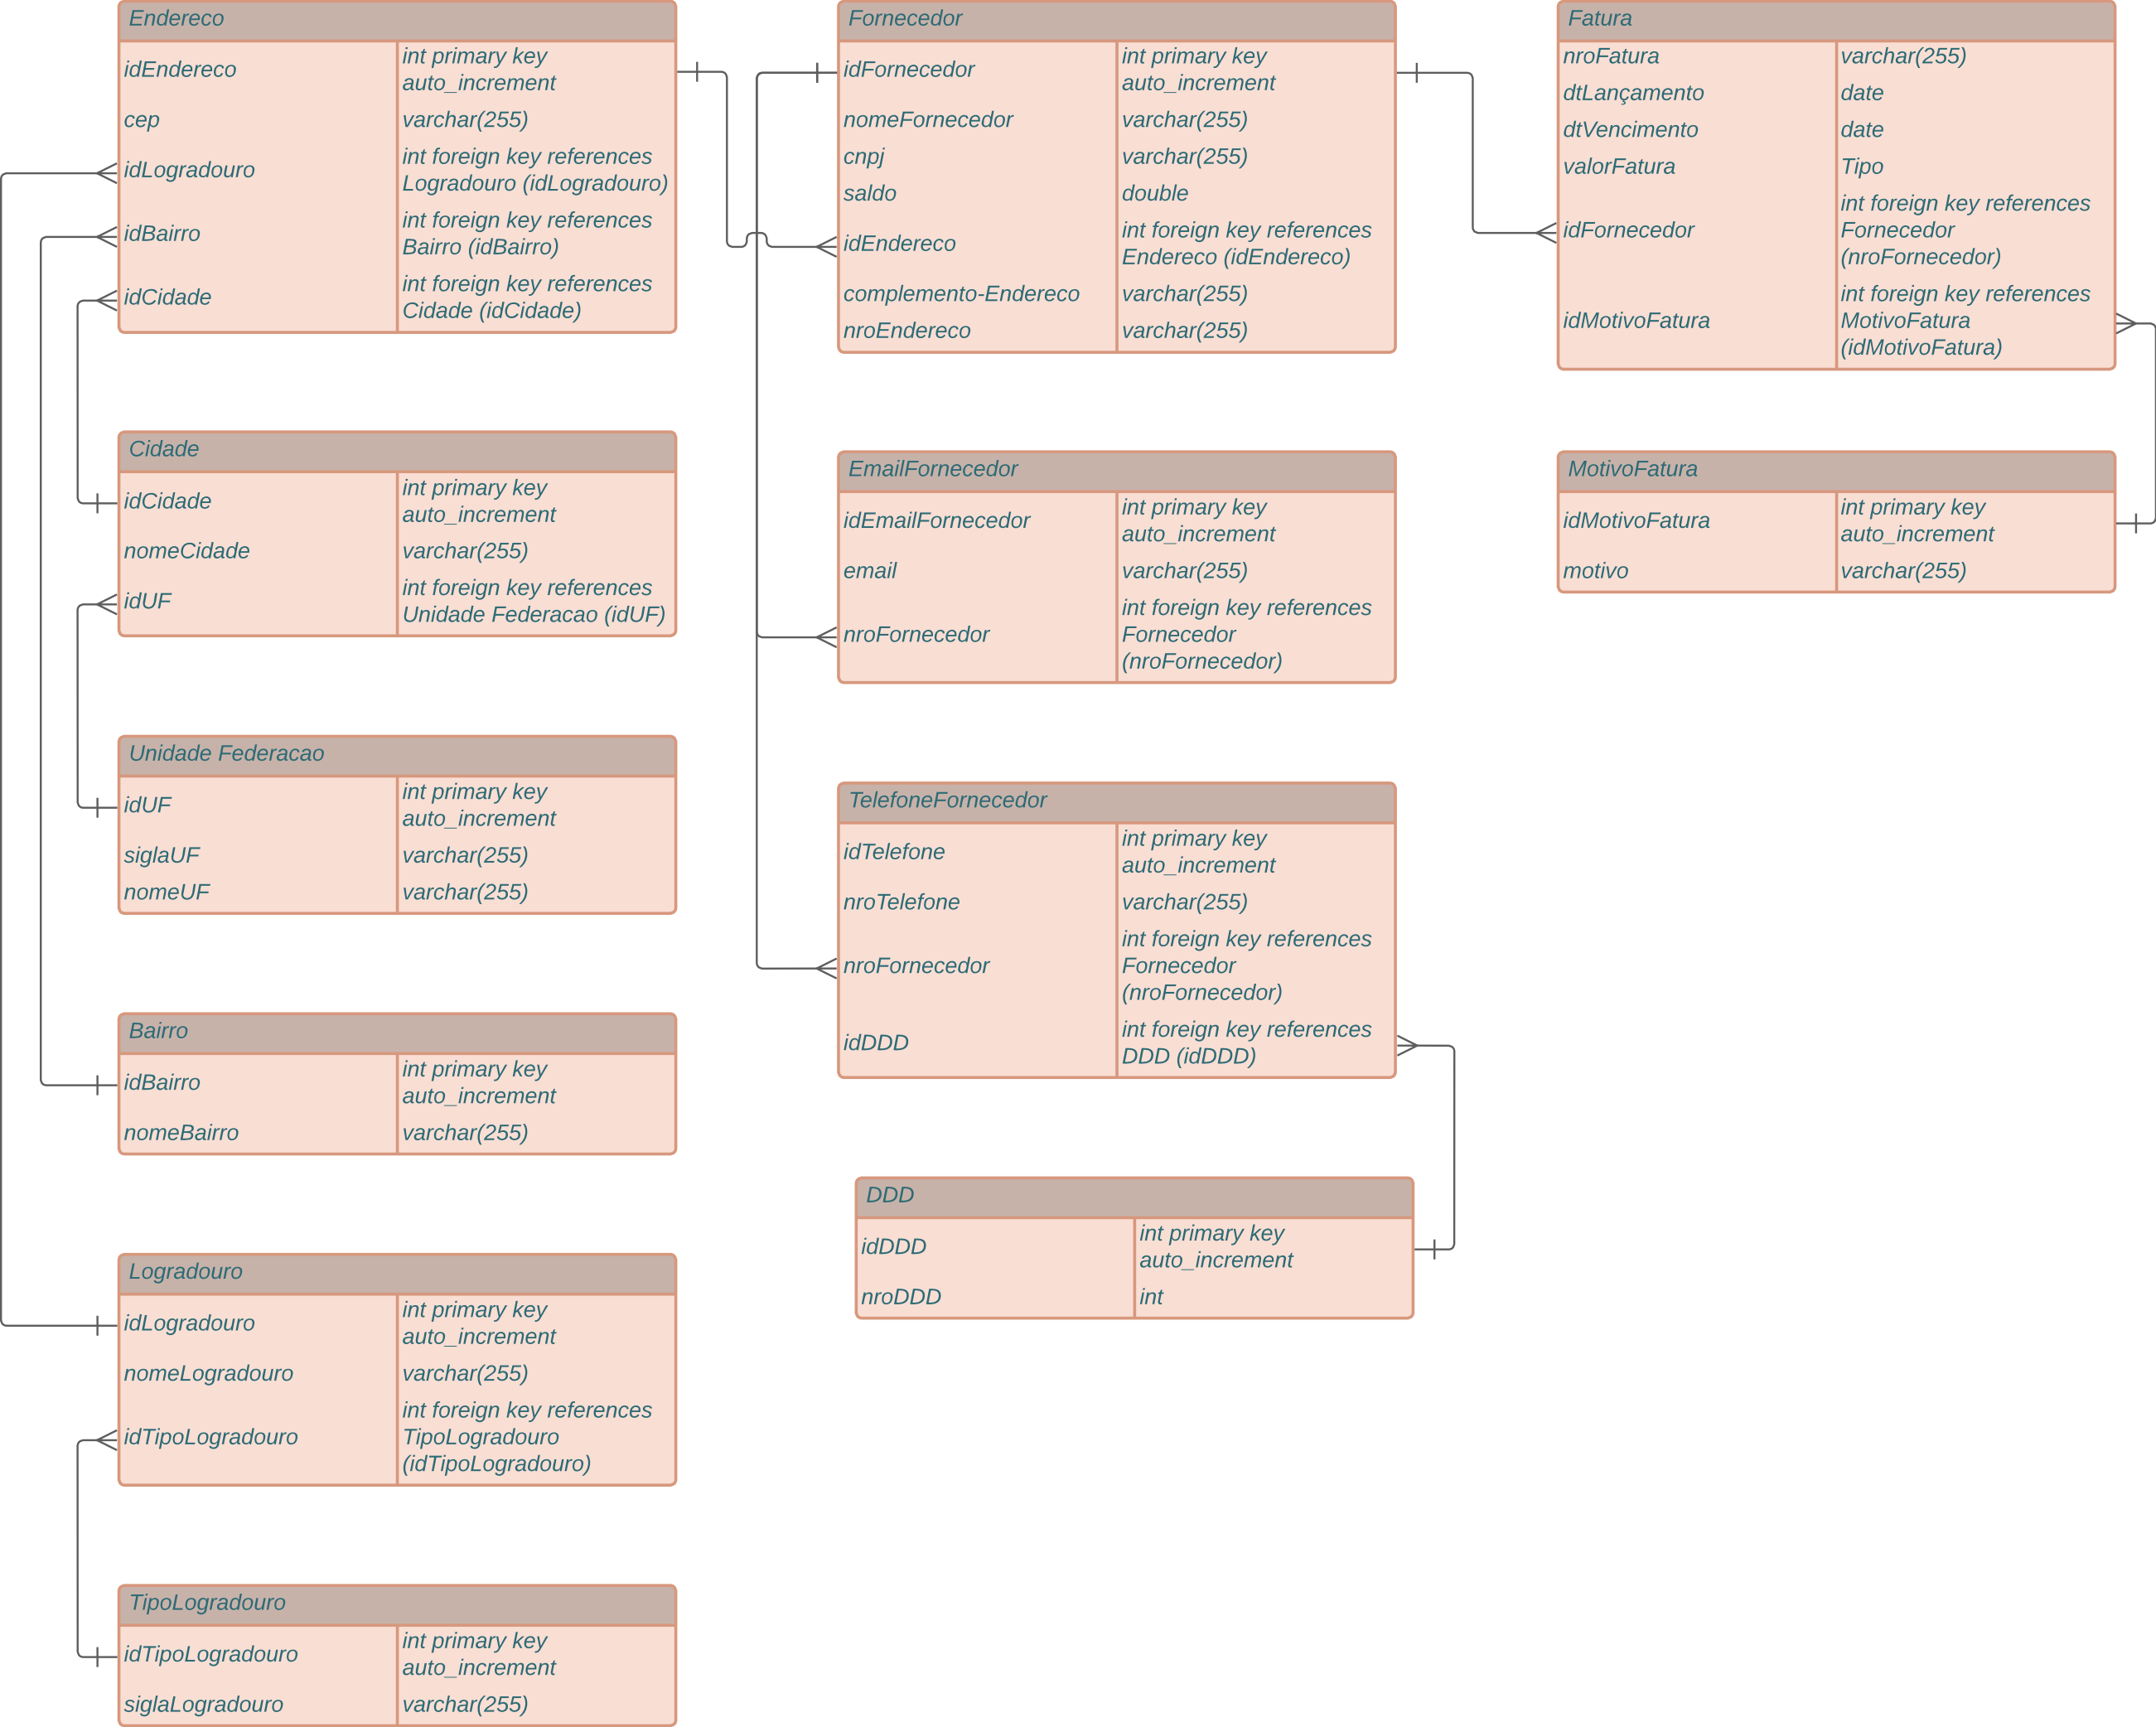 Endereco
idEndereco
int primary key
auto_increment
cep
varchar(255)
idLogradouro
int foreign key references
Logradouro (idLogradouro)
idBairro
int foreign key references
Bairro (idBairro)
idCidade
int foreign key references
Cidade (idCidade)
Cidade
idCidade
int primary key
auto_increment
nomeCidade
varchar(255)
idUF
int foreign key references
Unidade Federacao (idUF)
Unidade Federacao
idUF
int primary key
auto_increment
siglaUF
varchar(255)
nomeUF
varchar(255)
Bairro
idBairro
int primary key
auto_increment
nomeBairro
varchar(255)
Logradouro
idLogradouro
int primary key
auto_increment
nomeLogradouro
varchar(255)
idTipoLogradouro
int foreign key references
TipoLogradouro
(idTipoLogradouro)
TipoLogradouro
idTipoLogradouro
int primary key
auto_increment
siglaLogradouro
varchar(255)
Fornecedor
idFornecedor
int primary key
auto_increment
nomeFornecedor
varchar(255)
cnpj
varchar(255)
saldo
double
idEndereco
int foreign key references
Endereco (idEndereco)
complemento-Endereco
varchar(255)
nroEndereco
varchar(255)
EmailFornecedor
idEmailFornecedor
int primary key
auto_increment
email
varchar(255)
nroFornecedor
int foreign key references
Fornecedor
(nroFornecedor)
TelefoneFornecedor
idTelefone
int primary key
auto_increment
nroTelefone
varchar(255)
nroFornecedor
int foreign key references
Fornecedor
(nroFornecedor)
idDDD
int foreign key references
DDD (idDDD)
DDD
idDDD
int primary key
auto_increment
nroDDD
int
Fatura
nroFatura
varchar(255)
dtLançamento
date
dtVencimento
date
valorFatura
Tipo
idFornecedor
int foreign key references
Fornecedor
(nroFornecedor)
idMotivoFatura
int foreign key references
MotivoFatura
(idMotivoFatura)
MotivoFatura
idMotivoFatura
int primary key
auto_increment
motivo
varchar(255)